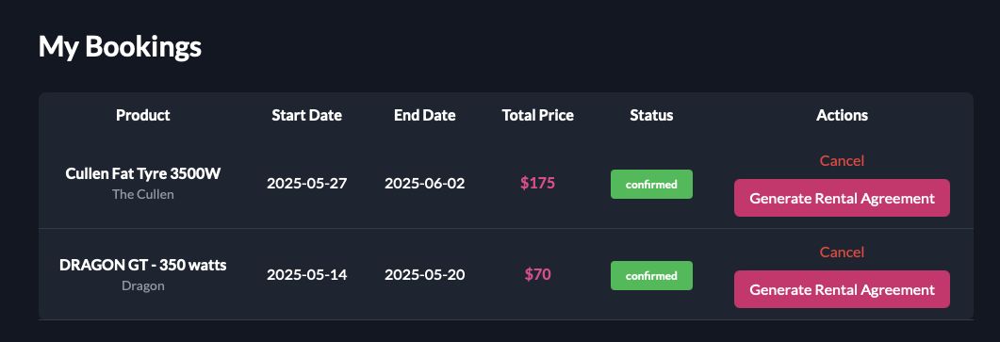 My Bookings
Product Start Date End Date Total Price Status Actions
Cullen Fat Tyre 3500W
The Cullen
2025-05-27 2025-06-02 $175 confirmed
Cancel
Generate Rental Agreement
DRAGON GT - 350 watts
Dragon
2025-05-14 2025-05-20 $70 confirmed
Cancel
Generate Rental Agreement